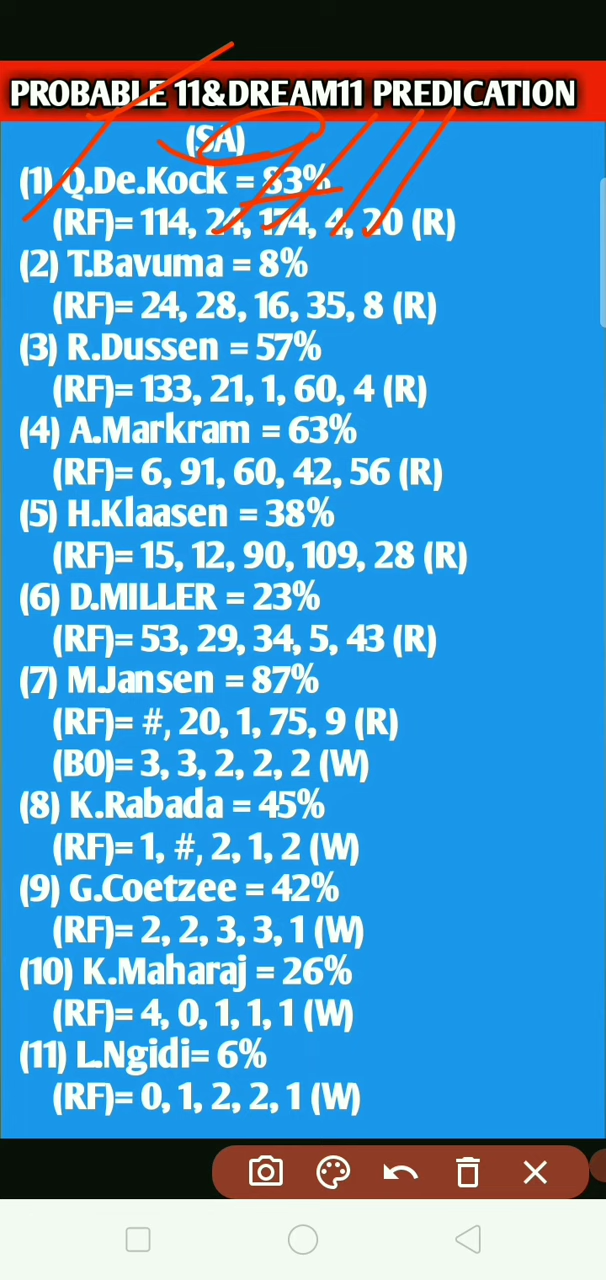 PROBABLE 11&DREAM11 PREDICATION
(SA)
(1) Q.De.Kock = 83%
(RF)= 114, 24, 174, 4, 20 (R)
(2) T.Bavuma = 8%
(RF)= 24, 28, 16, 35, 8 (R)
(3) R.Dussen = 57%
(RF)= 133, 21, 1, 60, 4 (R)
(4) A.Markram = 63%
(RF)= 6, 91, 60, 42, 56 (R)
(5) H.Klaasen = 38%
(RF)= 15, 12, 90, 109, 28 (R)
(6) D.MILLER = 23%
(RF)= 53, 29, 34, 5, 43 (R)
(7) M.Jansen = 87%
(RF)= #, 20, 1, 75, 9 (R)
(BO)= 3, 3, 2, 2, 2 (W)
(8) K.Rabada = 45%
(RF)= 1, #, 2, 1, 2 (W)
(9) G.Coetzee = 42%
(RF)= 2, 2, 3, 3, 1 (W)
(10) K.Maharaj = 26%
(RF)= 4, 0, 1, 1, 1 (W)
(11) L.Ngidi= 6%
(RF)= 0, 1, 2, 2, 1 (W)